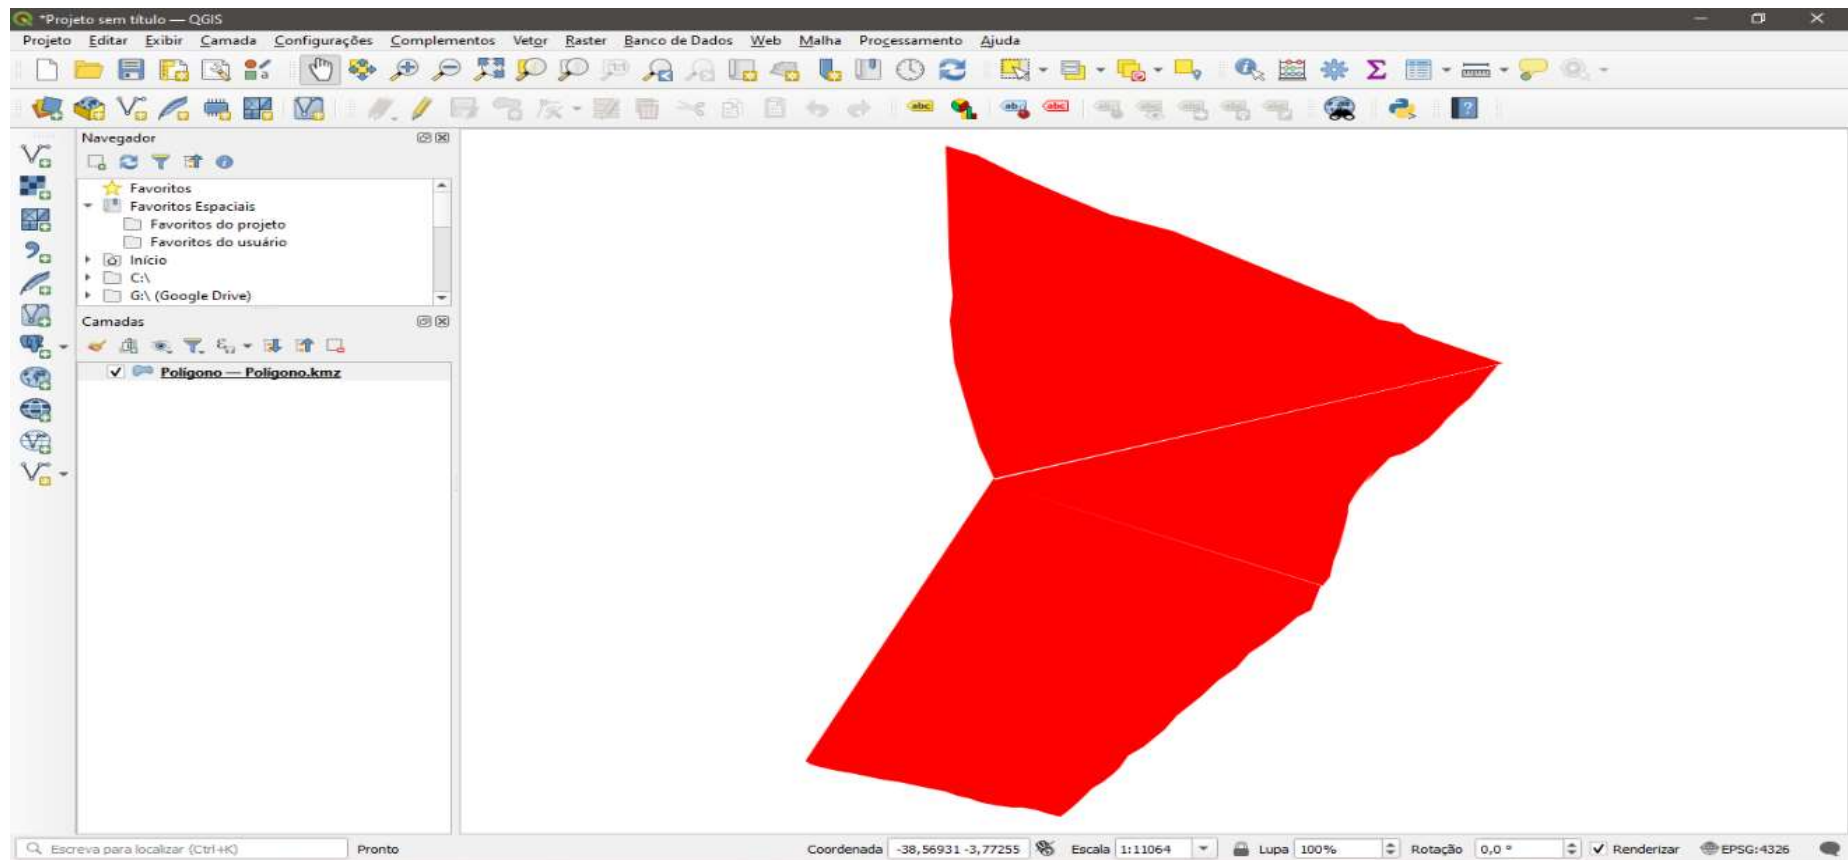 *Projeto sem título — QGIS
Projeto Editar Exibir Camada Configurações Complementos Vetor Raster Banco de Dados Web Malha Processamento Ajuda
Navegador
Favoritos
Favoritos Espaciais
Favoritos do projeto
Favoritos do usuário
Início
C:\
G:\ (Google Drive)
Camadas
Polígono — Polígono.kmz
Escreva para localizar (Ctrl+K) Pronto Coordenada -38,56931 -3,77255 Escala 1:11064 Lupa 100% Rotação 0,0 ° Renderizar EPSG:4326